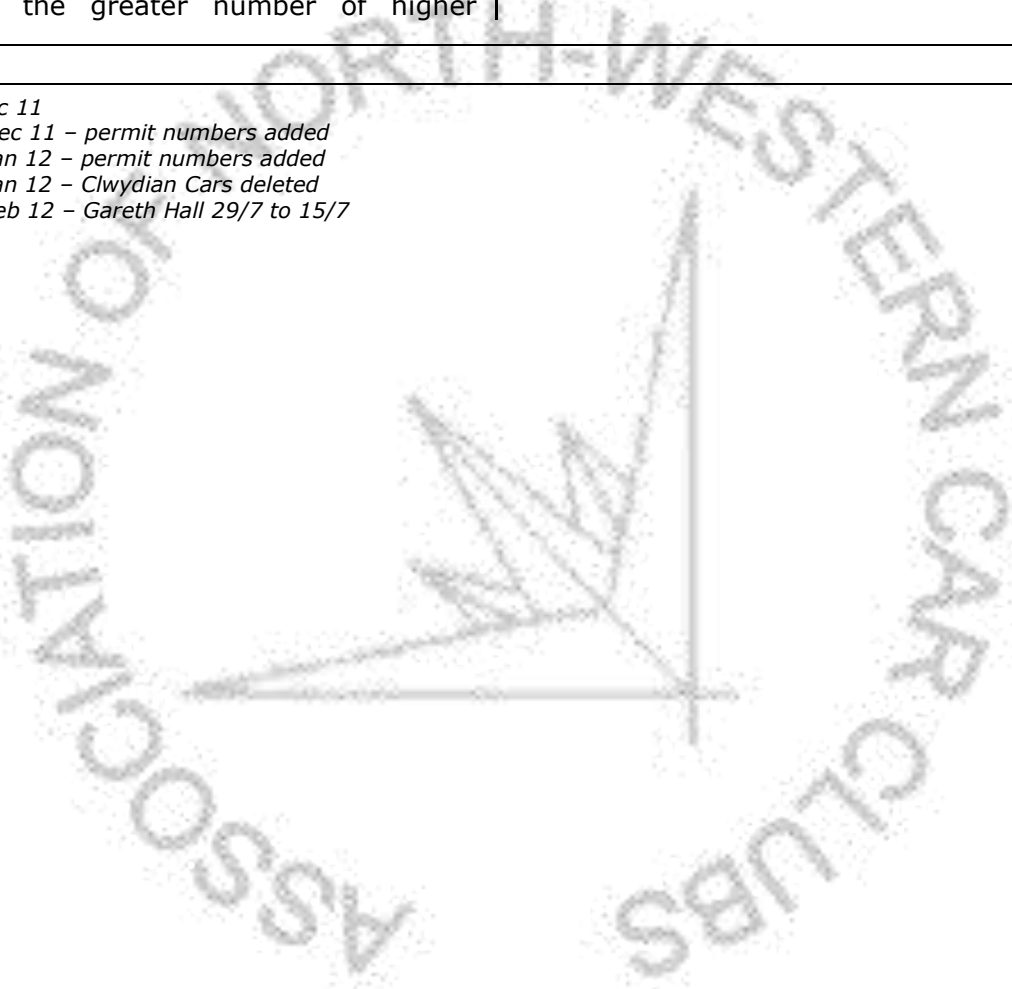 the greater number of higher
c 11
ec 11 – permit numbers added
an 12 – permit numbers added
an 12 – Clwydian Cars deleted
eb 12 – Gareth Hall 29/7 to 15/7
ASSOCIATION OF NORTH-WESTERN CAR CLUBS